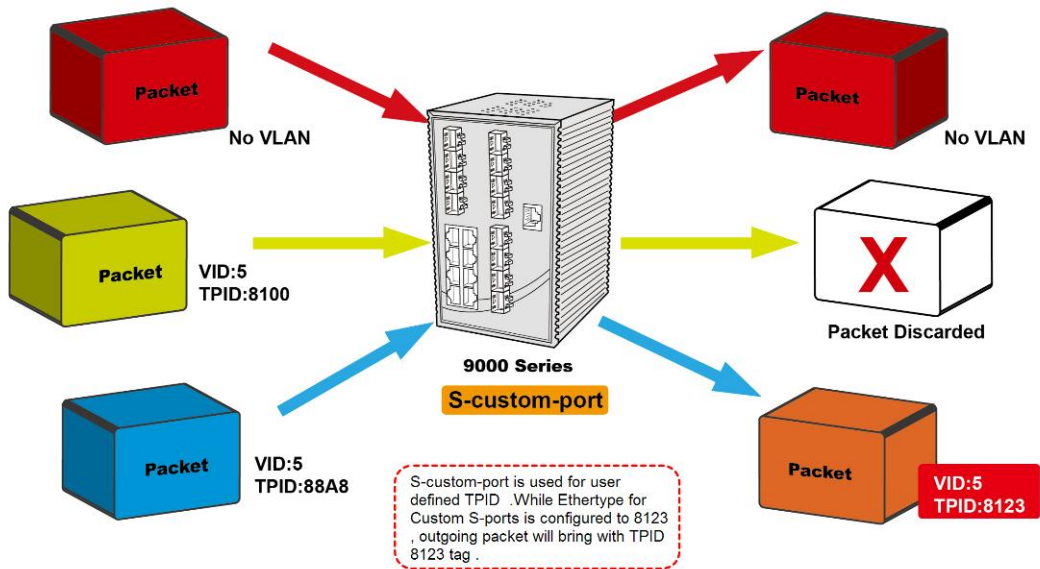 Packet
No VLAN
Packet
No VLAN
Packet
VID:5
TPID:8100
Packet Discarded
9000 Series
S-custom-port
Packet
VID:5
TPID:88A8
S-custom-port is used for user
defined TPID .While Ethertype for
Custom S-ports is configured to 8123
, outgoing packet will bring with TPID
8123 tag .
Packet
VID:5
TPID:8123